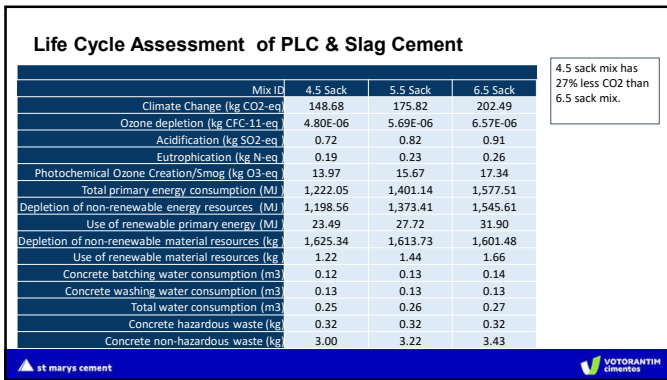 Life Cycle Assessment of PLC & Slag Cement
4.5 sack mix has
27% less CO2 than
6.5 sack mix.
Mix ID 4.5 Sack 5.5 Sack 6.5 Sack
Climate Change (kg CO2-eq) 148.68 175.82 202.49
Ozone depletion (kg CFC-11-eq ) 4.80E-06 5.69E-06 6.57E-06
Acidification (kg SO2-eq ) 0.72 0.82 0.91
Eutrophication (kg N-eq ) 0.19 0.23 0.26
Photochemical Ozone Creation/Smog (kg O3-eq ) 13.97 15.67 17.34
Total primary energy consumption (MJ ) 1,222.05 1,401.14 1,577.51
Depletion of non-renewable energy resources (MJ ) 1,198.56 1,373.41 1,545.61
Use of renewable primary energy (MJ ) 23.49 27.72 31.90
Depletion of non-renewable material resources (kg ) 1,625.34 1,613.73 1,601.48
Use of renewable material resources (kg ) 1.22 1.44 1.66
Concrete batching water consumption (m3) 0.12 0.13 0.14
Concrete washing water consumption (m3) 0.13 0.13 0.13
Total water consumption (m3) 0.25 0.26 0.27
Concrete hazardous waste (kg) 0.32 0.32 0.32
Concrete non-hazardous waste (kg) 3.00 3.22 3.43
st marys cement
VOTORANTIM
cimentos